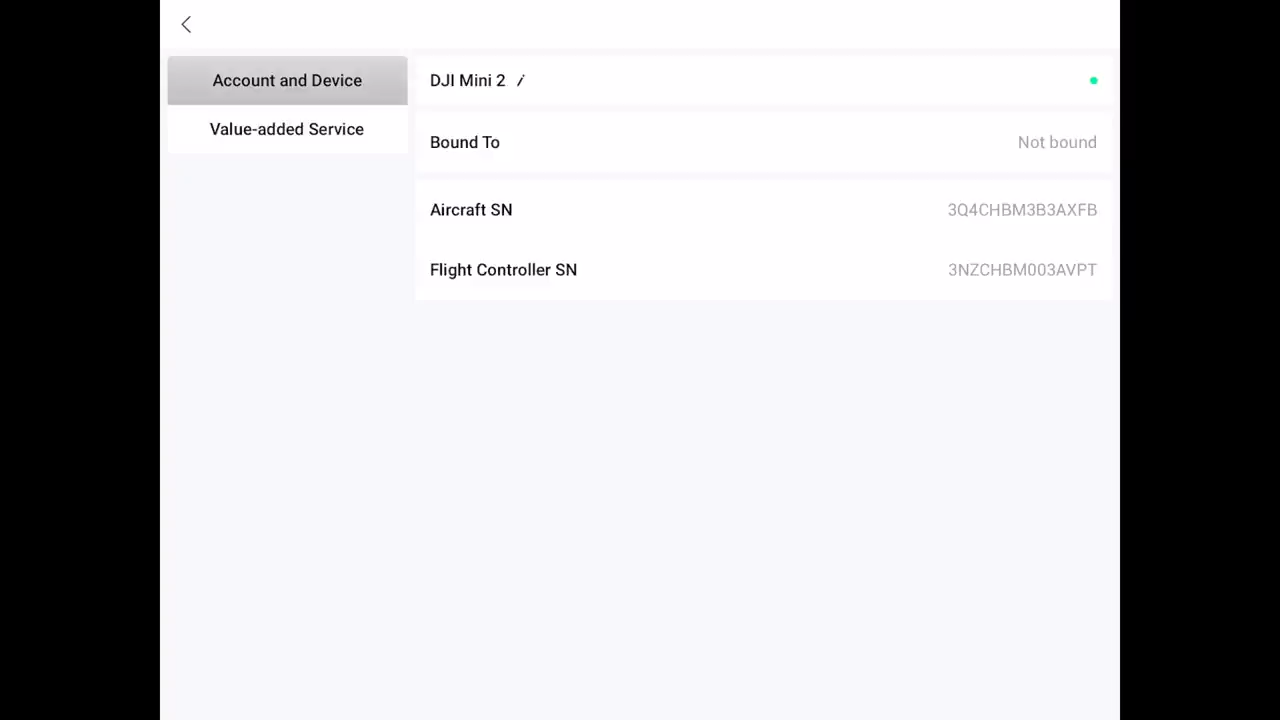 Account and Device
Value-added Service
DJI Mini 2
Bound To
Not bound
Aircraft SN
3Q4CHBM3B3AXFB
Flight Controller SN
3NZCHBM003AVPT